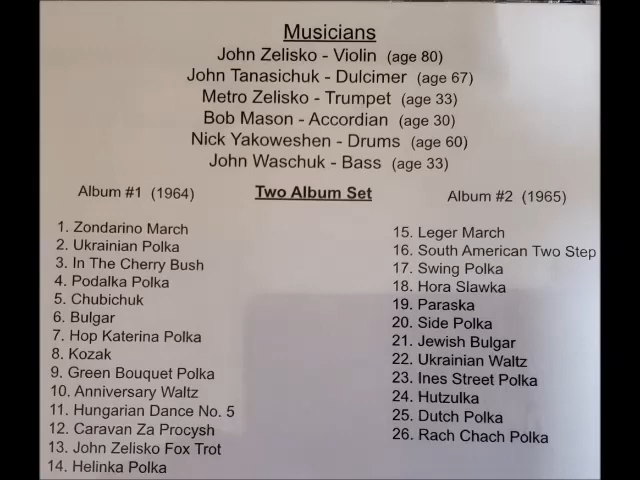 Musicians
John Zelisko - Violin (age 80)
John Tanasichuk - Dulcimer (age 67)
Metro Zelisko - Trumpet (age 33)
Bob Mason - Accordian (age 30)
Nick Yakoweshen - Drums (age 60)
John Waschuk - Bass (age 33)
Album #1 (1964) Two Album Set Album #2 (1965)
1. Zondarino March
2. Ukrainian Polka
3. In The Cherry Bush
4. Podalka Polka
5. Chubichuk
6. Bulgar
7. Hop Katerina Polka
8. Kozak
9. Green Bouquet Polka
10. Anniversary Waltz
11. Hungarian Dance No. 5
12. Caravan Za Procysh
13. John Zelisko Fox Trot
14. Helinka Polka
15. Leger March
16. South American Two Step
17. Swing Polka
18. Hora Slawka
19. Paraska
20. Side Polka
21. Jewish Bulgar
22. Ukrainian Waltz
23. Ines Street Polka
24. Hutzulka
25. Dutch Polka
26. Rach Chach Polka